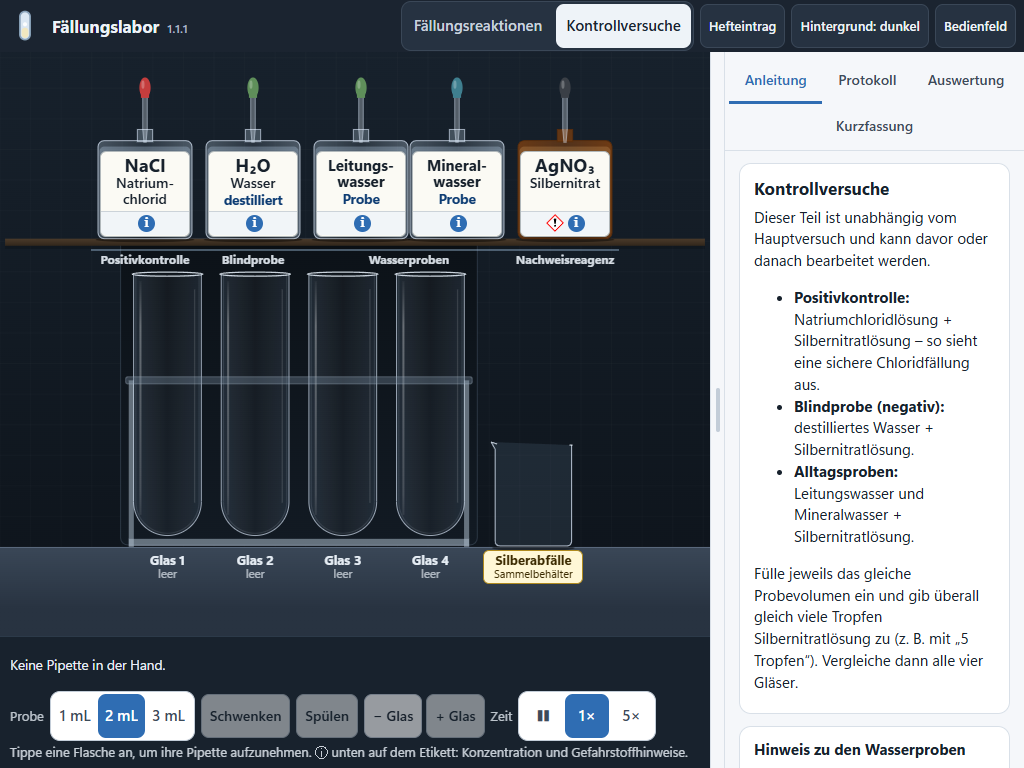 Fällungslabor 1.1.1
Fällungsreaktionen
Kontrollversuche
Hefteintrag
Hintergrund: dunkel
Bedienfeld
NaCl
Natrium-
chlorid
i
H₂O
Wasser
destilliert
i
Leitungs-
wasser
Probe
i
Mineral-
wasser
Probe
i
AgNO₃
Silbernitrat
! i
Positivkontrolle
Blindprobe
Wasserproben
Nachweisreagenz
Glas 1
leer
Glas 2
leer
Glas 3
leer
Glas 4
leer
Silberabfälle
Sammelbehälter
Keine Pipette in der Hand.
Probe 1 mL 2 mL 3 mL Schwenken Spülen − Glas + Glas Zeit 1× 5×
Tippe eine Flasche an, um ihre Pipette aufzunehmen. ⓘ unten auf dem Etikett: Konzentration und Gefahrstoffhinweise.
Anleitung
Protokoll
Auswertung
Kurzfassung
Kontrollversuche
Dieser Teil ist unabhängig vom
Hauptversuch und kann davor oder
danach bearbeitet werden.
• Positivkontrolle:
Natriumchloridlösung +
Silbernitratlösung – so sieht
eine sichere Chloridfällung
aus.
• Blindprobe (negativ):
destilliertes Wasser +
Silbernitratlösung.
• Alltagsproben:
Leitungswasser und
Mineralwasser +
Silbernitratlösung.
Fülle jeweils das gleiche
Probevolumen ein und gib überall
gleich viele Tropfen
Silbernitratlösung zu (z. B. mit „5
Tropfen“). Vergleiche dann alle vier
Gläser.
Hinweis zu den Wasserproben